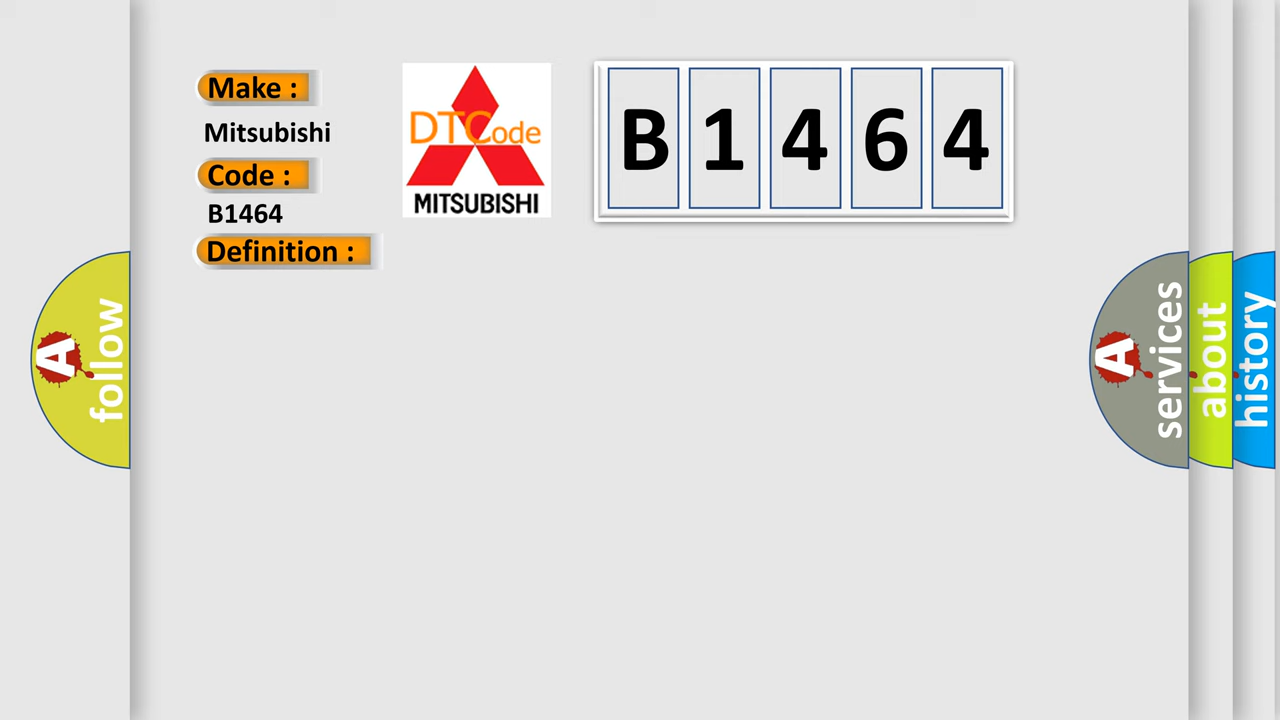 Make :
Mitsubishi
Code :
B1464
Definition :
DTCode
MITSUBISHI
B 1 4 6 4
A follow
A services
about
history